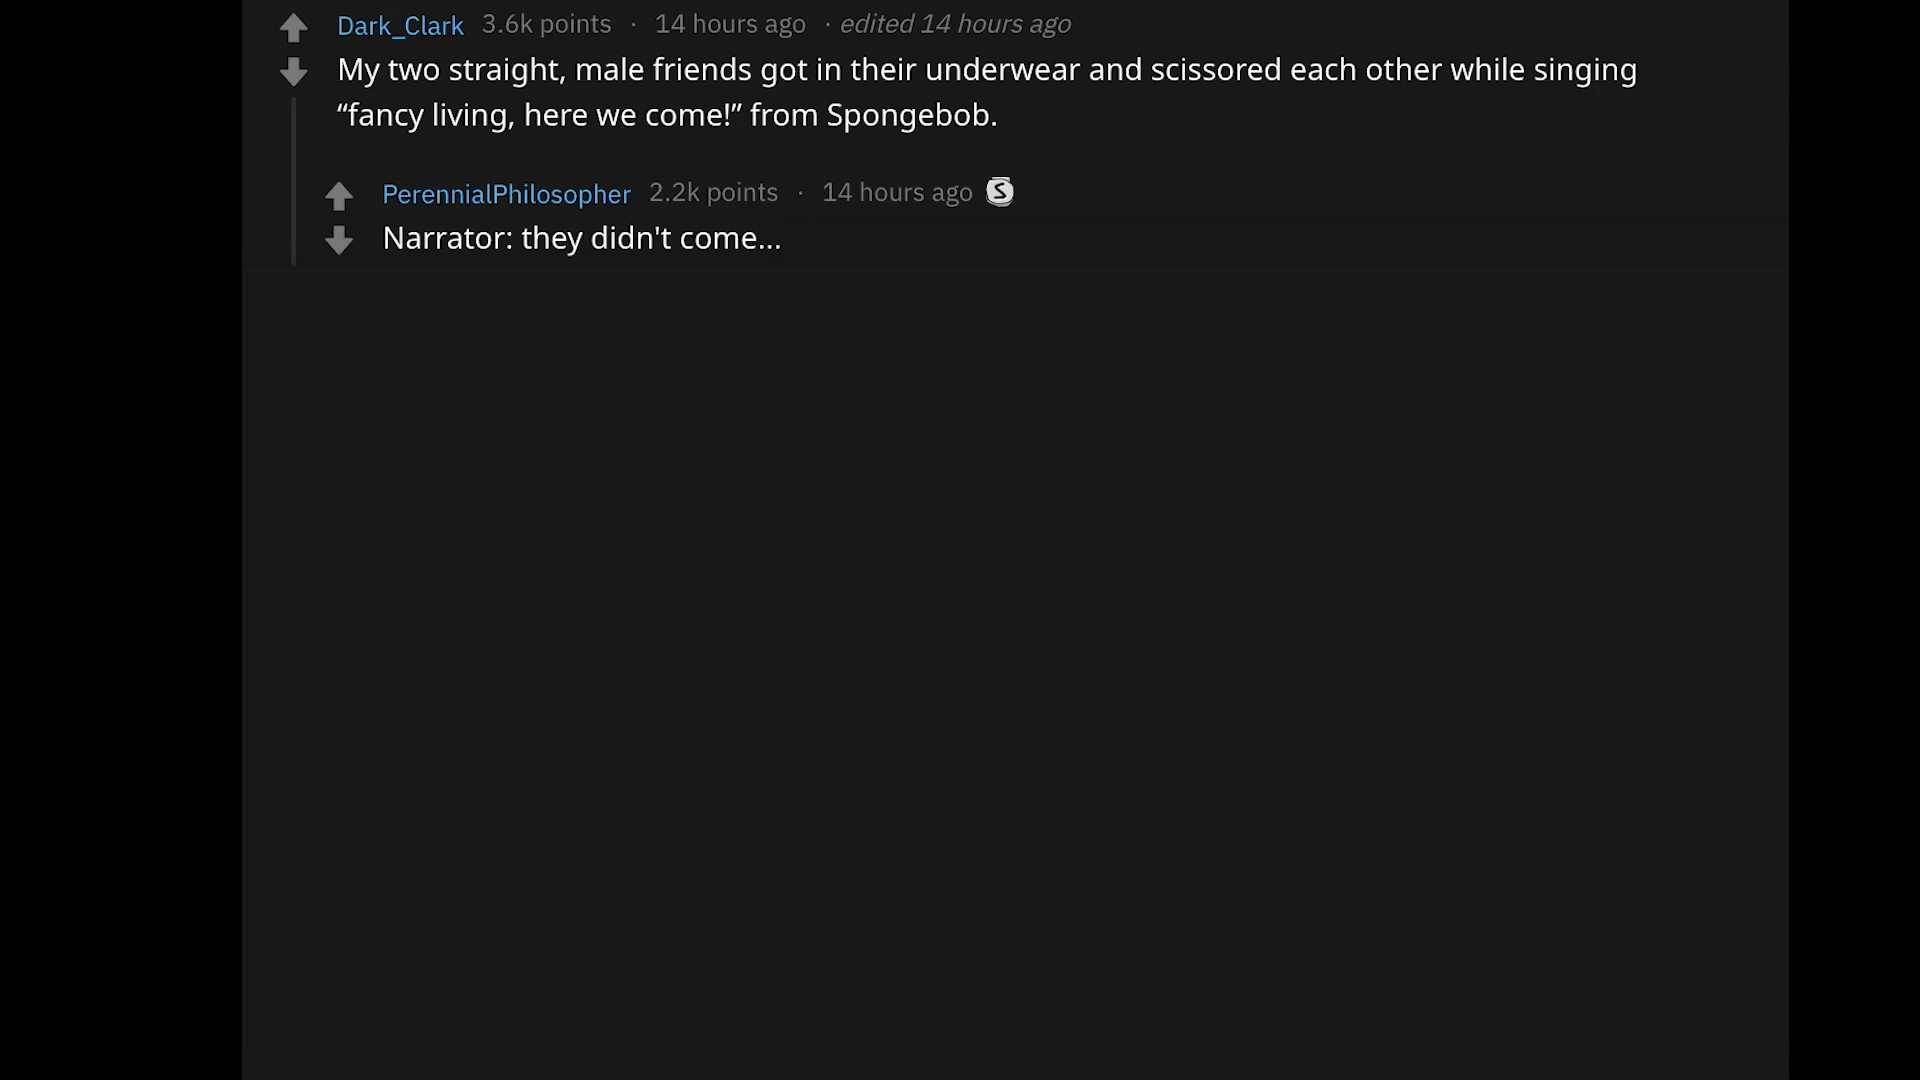 Dark_Clark 3.6k points · 14 hours ago · edited 14 hours ago
My two straight, male friends got in their underwear and scissored each other while singing
“fancy living, here we come!” from Spongebob.
PerennialPhilosopher 2.2k points · 14 hours ago S
Narrator: they didn't come...